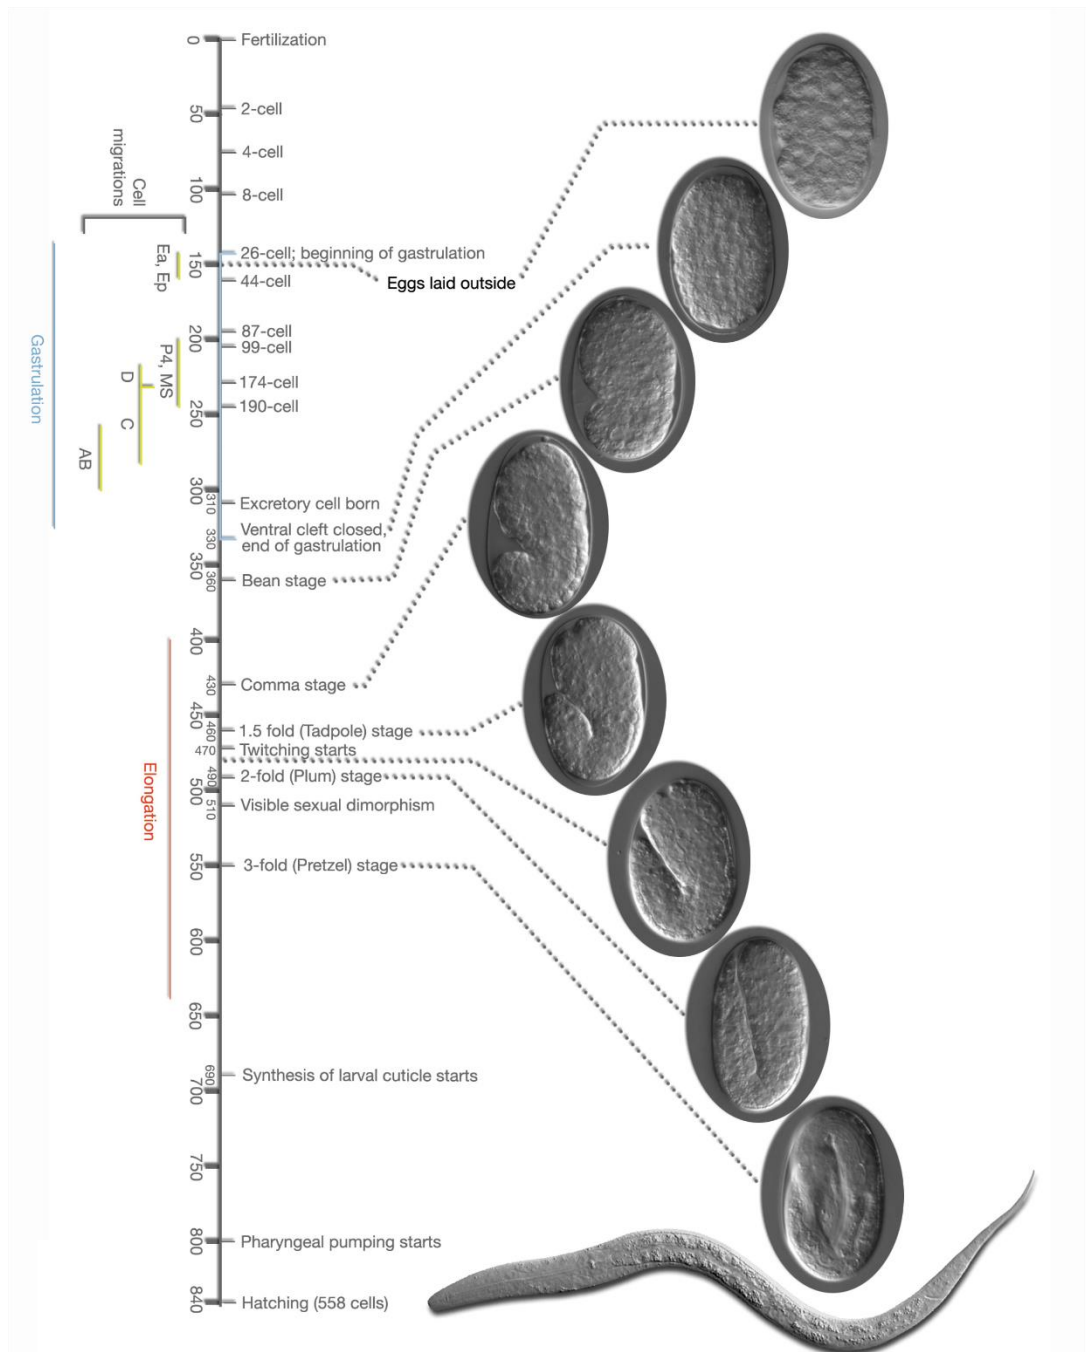 0
Fertilization
2-cell
50
4-cell
Cell
migrations
100
8-cell
26-cell; beginning of gastrulation
Ea, Ep
150
Eggs laid outside
44-cell
Gastrulation
200
87-cell
99-cell
P4, MS
D
174-cell
C
190-cell
250
AB
300
310
Excretory cell born
330
Ventral cleft closed,
end of gastrulation
350
360
Bean stage
400
430
Comma stage
450
460
1.5 fold (Tadpole) stage
470
Twitching starts
490
2-fold (Plum) stage
500
510
Visible sexual dimorphism
Elongation
550
3-fold (Pretzel) stage
600
650
690
Synthesis of larval cuticle starts
700
750
800
Pharyngeal pumping starts
840
Hatching (558 cells)